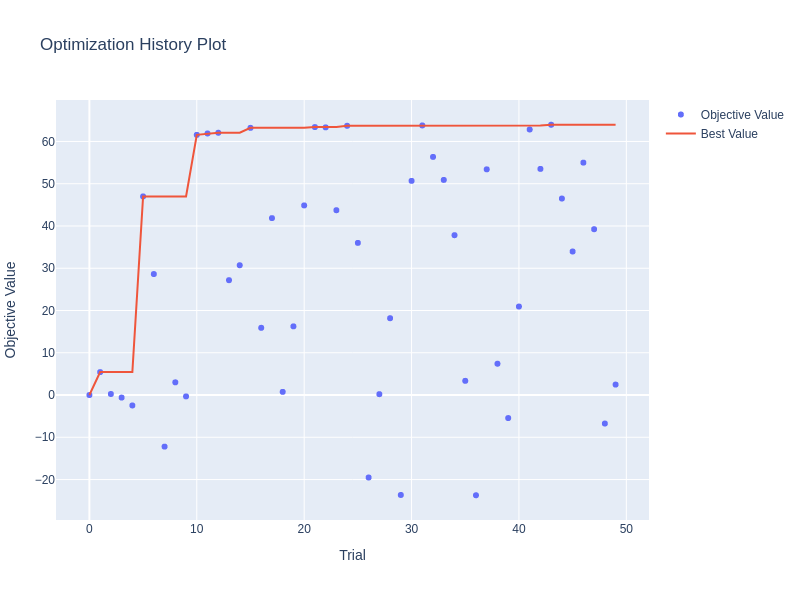 Optimization History Plot
Objective Value
Best Value
60
50
40
30
20
10
0
−10
−20
Objective Value
0 10 20 30 40 50
Trial